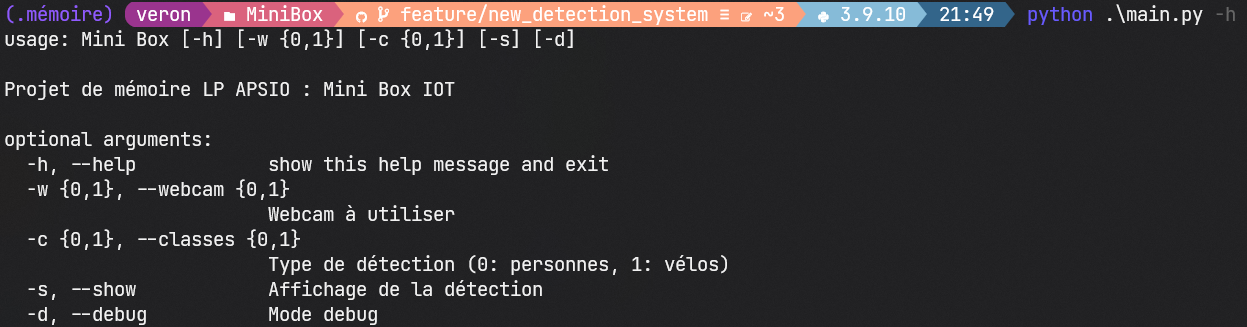 (.mémoire) veron MiniBox feature/new_detection_system ≡ ~3 3.9.10 21:49 python .\main.py -h
usage: Mini Box [-h] [-w {0,1}] [-c {0,1}] [-s] [-d]
Projet de mémoire LP APSIO : Mini Box IOT
optional arguments:
-h, --help show this help message and exit
-w {0,1}, --webcam {0,1}
Webcam à utiliser
-c {0,1}, --classes {0,1}
Type de détection (0: personnes, 1: vélos)
-s, --show Affichage de la détection
-d, --debug Mode debug